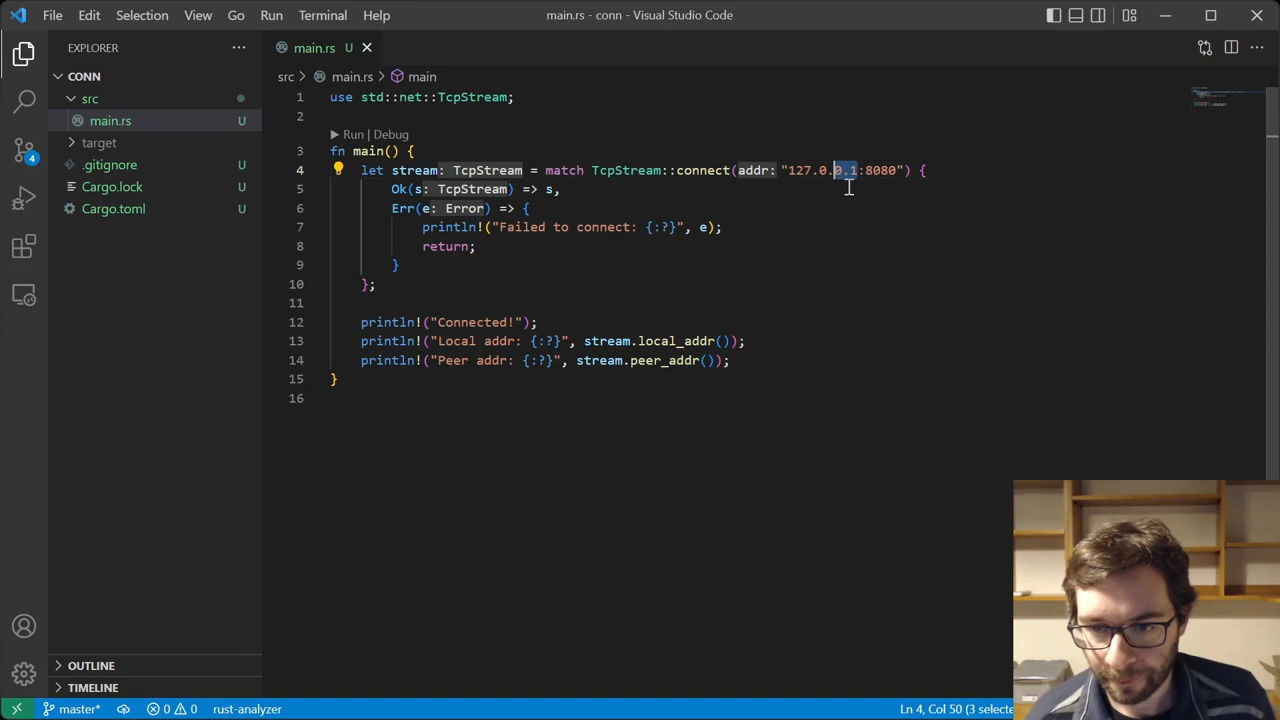 File Edit Selection View Go Run Terminal Help main.rs - conn - Visual Studio Code
EXPLORER
main.rs U
CONN
src > main.rs > main
src
main.rs U
target
.gitignore U
Cargo.lock U
Cargo.toml U
1 use std::net::TcpStream;
2
Run | Debug
3 fn main() {
4 let stream: TcpStream = match TcpStream::connect(addr: "127.0.0.1:8080") {
5 Ok(s: TcpStream) => s,
6 Err(e: Error) => {
7 println!("Failed to connect: {:?}", e);
8 return;
9 }
10 };
11
12 println!("Connected!");
13 println!("Local addr: {:?}", stream.local_addr());
14 println!("Peer addr: {:?}", stream.peer_addr());
15 }
16
4
OUTLINE
TIMELINE
master* 0 0 rust-analyzer Ln 4, Col 50 (3 selecte